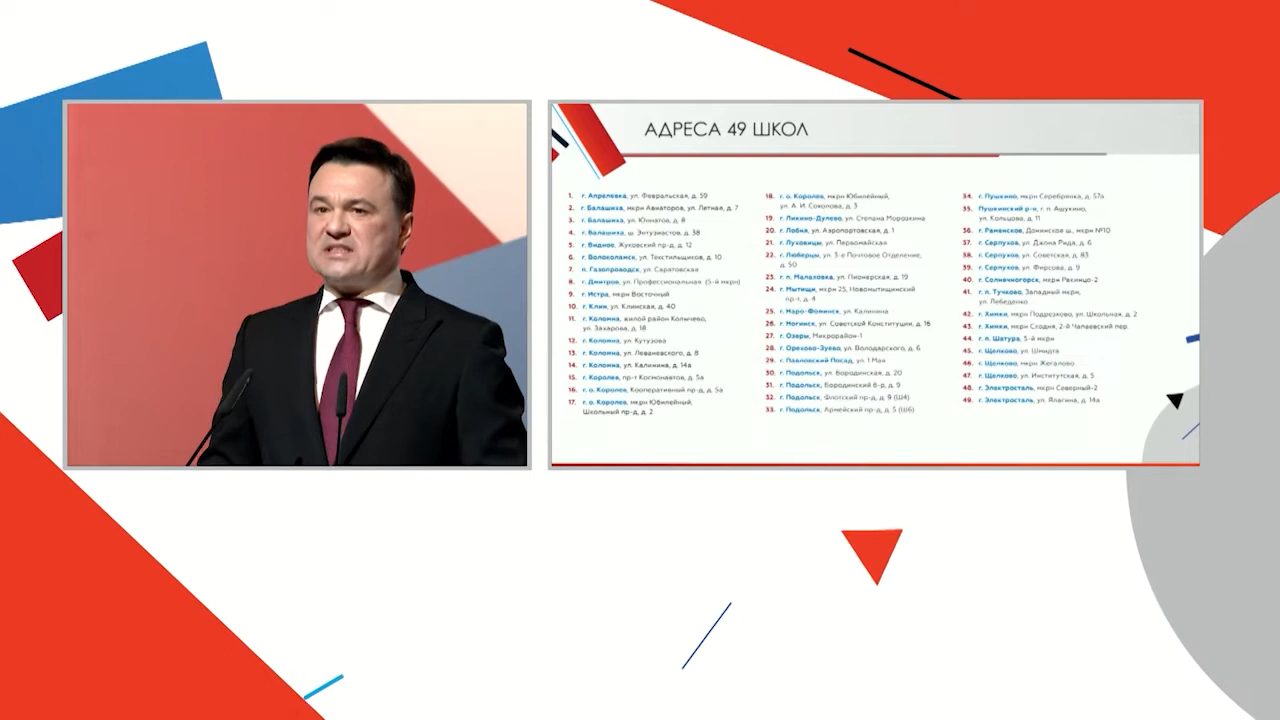 АДРЕСА 49 ШКОЛ
1. г. Апрелевка, ул. Февральская, д. 59
2. г. Балашиха, мкрн Авиаторов, ул. Летная, д. 7
3. г. Балашиха, ул. Юннатов, д. 8
4. г. Балашиха, ш. Энтузиастов, д. 38
5. г. Видное, Жуковский пр-д, д. 12
6. г. Волоколамск, ул. Текстильщиков, д. 10
7. п. Газопроводск, ул. Саратовская
8. г. Дмитров, ул. Профессиональная (5-й мкрн)
9. г. Истра, мкрн Восточный
10. г. Клин, ул. Клинская, д. 40
11. г. Коломна, жилой район Колычево,
ул. Захарова, д. 18
12. г. Коломна, ул. Кутузова
13. г. Коломна, ул. Леваневского, д. 8
14. г. Коломна, ул. Калинина, д. 14а
15. г. Королев, пр-т Космонавтов, д. 5а
16. г. о. Королев, Кооперативный пр-д, д. 5а
17. г. о. Королев, мкрн Юбилейный,
Школьный пр-д, д. 2
18. г. о. Королев, мкрн Юбилейный,
ул. А. И. Соколова, д. 3
19. г. Ликино-Дулево, ул. Степана Морозкина
20. г. Лобня, ул. Аэропортовская, д. 1
21. г. Луховицы, ул. Первомайская
22. г. Люберцы, ул. 3-е Почтовое Отделение,
д. 50
23. г. п. Малаховка, ул. Пионерская, д. 19
24. г. Мытищи, мкрн 25, Новомытищинский
пр-т, д. 4
25. г. Наро-Фоминск, ул. Калинина
26. г. Ногинск, ул. Советской Конституции, д. 16
27. г. Озеры, Микрорайон-1
28. г. Орехово-Зуево, ул. Володарского, д. 6
29. г. Павловский Посад, ул. 1 Мая
30. г. Подольск, ул. Бородинская, д. 20
31. г. Подольск, Бородинский б-р, д. 9
32. г. Подольск, Флотский пр-д, д. 9 (Ш4)
33. г. Подольск, Армейский пр-д, д. 5 (Ш6)
34. г. Пушкино, мкрн Серебрянка, д. 57а
35. Пушкинский р-н, г. п. Ашукино,
ул. Кольцова, д. 11
36. г. Раменское, Донинское ш., мкрн №10
37. г. Серпухов, ул. Джона Рида, д. 6
38. г. Серпухов, ул. Советская, д. 83
39. г. Серпухов, ул. Фирсова, д. 9
40. г. Солнечногорск, мкрн Рекинцо-2
41. г. п. Тучково, Западный мкрн,
ул. Лебеденко
42. г. Химки, мкрн Подрезково, ул. Школьная, д. 2
43. г. Химки, мкрн Сходня, 2-й Чапаевский пер.
44. г. п. Шатура, 5-й мкрн
45. г. Щелково, ул. Шмидта
46. г. Щелково, мкрн Жегалово
47. г. Щелково, ул. Институтская, д. 5
48. г. Электросталь, мкрн Северный-2
49. г. Электросталь, ул. Ялагина, д. 14а